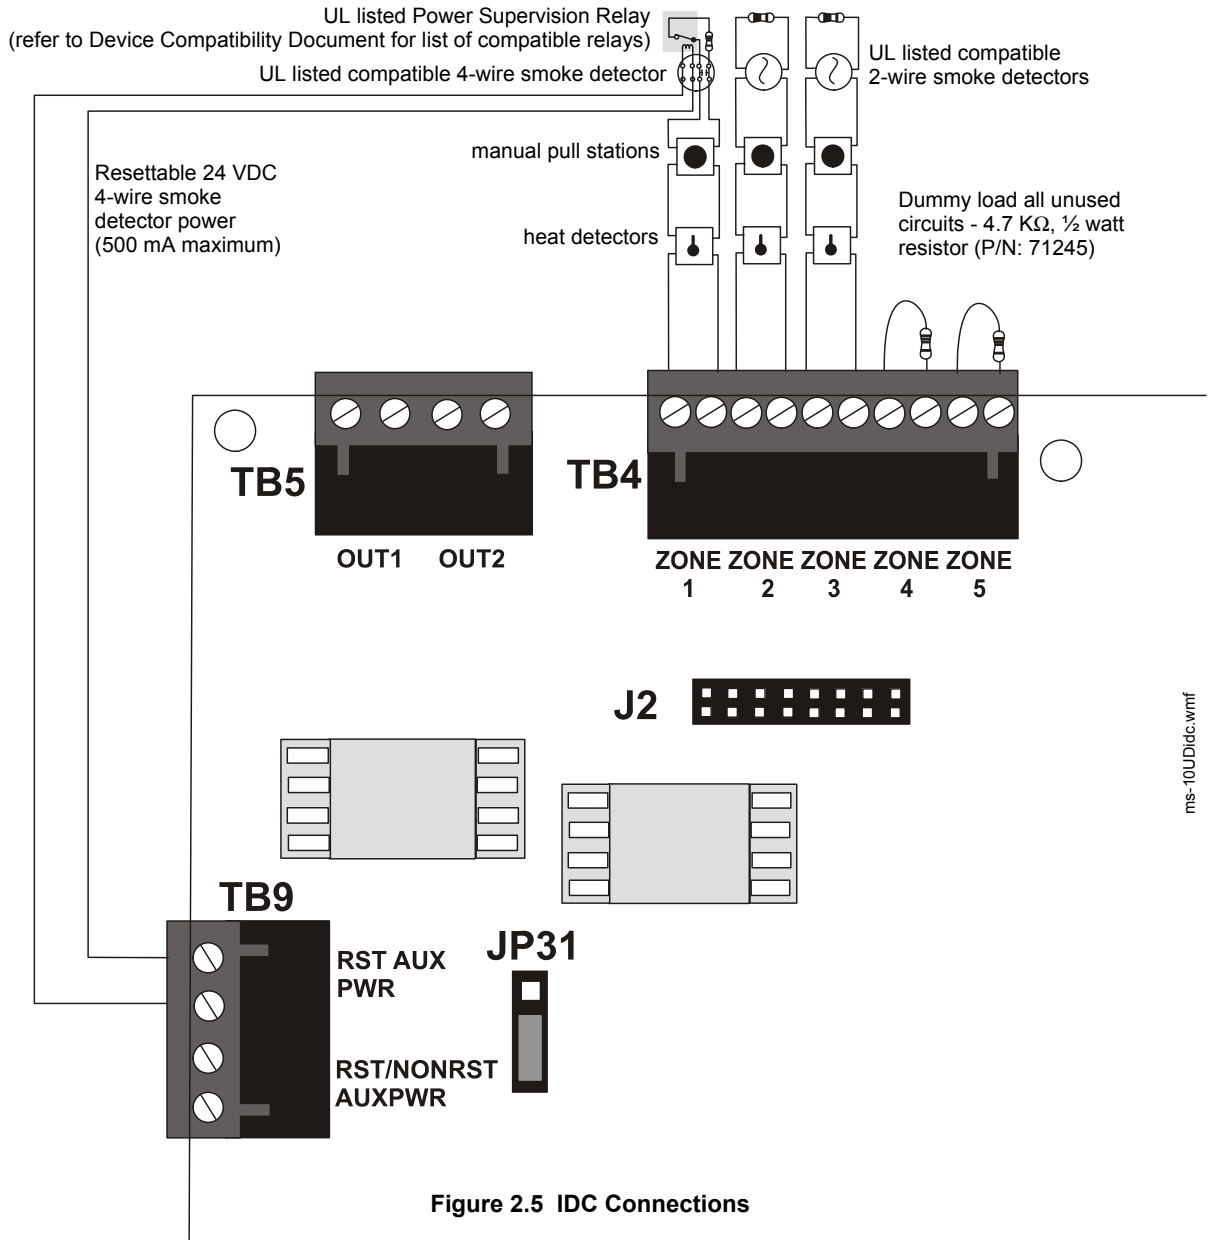 UL listed Power Supervision Relay
(refer to Device Compatibility Document for list of compatible relays)
UL listed compatible 4-wire smoke detector
UL listed compatible
2-wire smoke detectors
manual pull stations
Resettable 24 VDC
4-wire smoke
detector power
(500 mA maximum)
heat detectors
Dummy load all unused
circuits - 4.7 KΩ, ½ watt
resistor (P/N: 71245)
TB5
TB4
OUT1 OUT2
ZONE ZONE ZONE ZONE ZONE
1 2 3 4 5
J2
ms-10UDidc.wmf
TB9
JP31
RST AUX
PWR
RST/NONRST
AUXPWR
Figure 2.5 IDC Connections